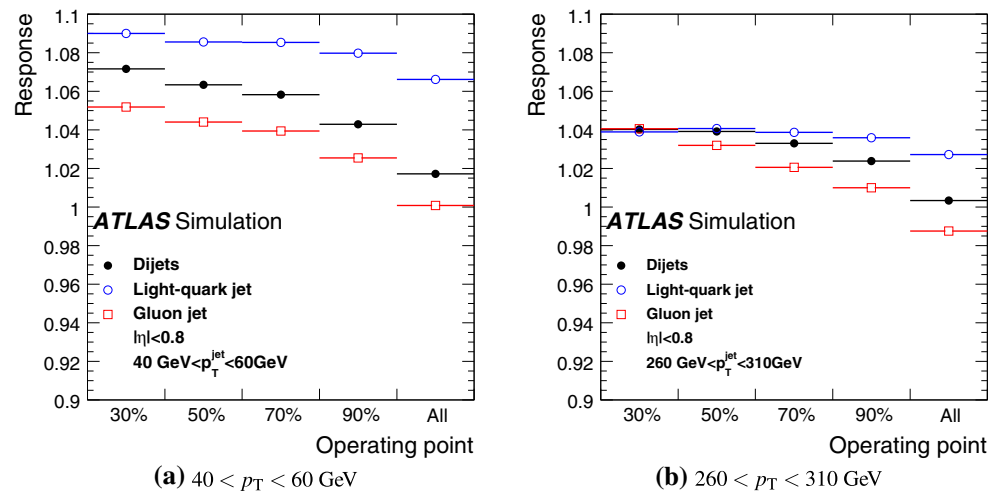 Response
1.1
1.08
1.06
1.04
1.02
1
0.98
0.96
0.94
0.92
0.9
ATLAS Simulation
Dijets
Light-quark jet
Gluon jet
|η|<0.8
40 GeV<p_T^jet<60GeV
30% 50% 70% 90% All
Operating point
(a) 40 < p_T < 60 GeV
Response
1.1
1.08
1.06
1.04
1.02
1
0.98
0.96
0.94
0.92
0.9
ATLAS Simulation
Dijets
Light-quark jet
Gluon jet
|η|<0.8
260 GeV<p_T^jet<310GeV
30% 50% 70% 90% All
Operating point
(b) 260 < p_T < 310 GeV